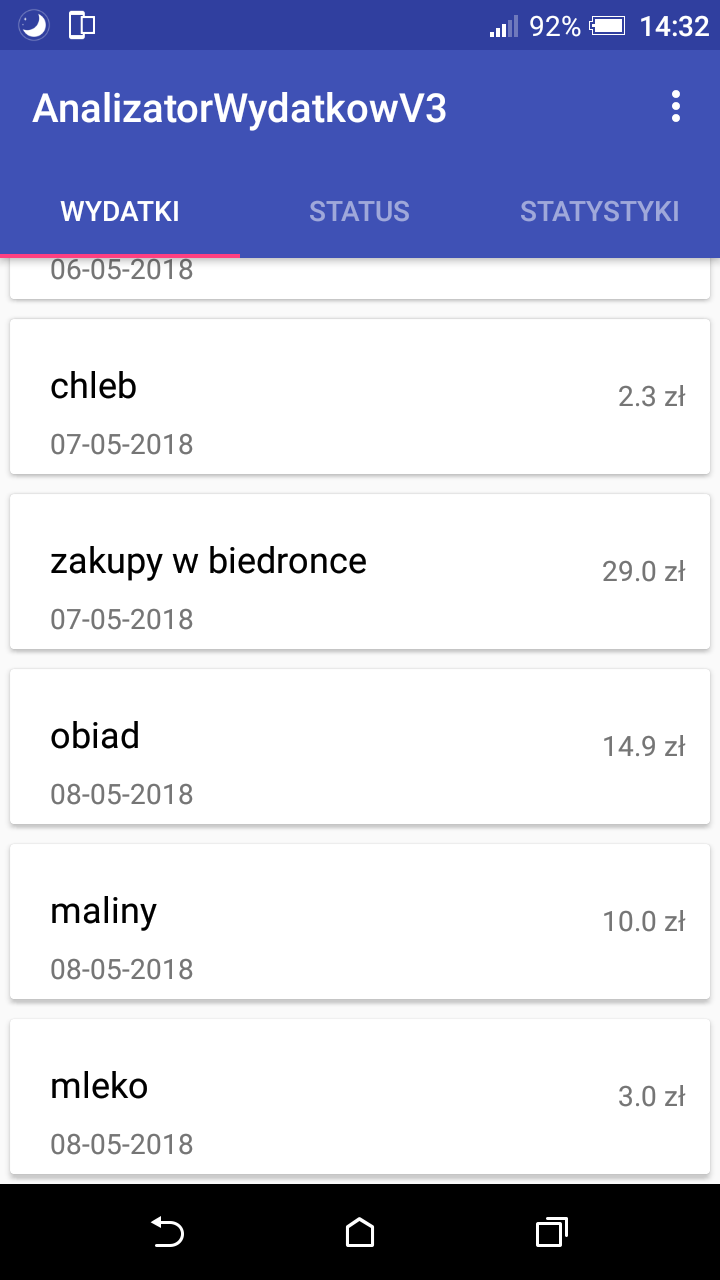 92% 14:32
AnalizatorWydatkowV3
WYDATKI STATUS STATYSTYKI
06-05-2018
chleb 2.3 zł
07-05-2018
zakupy w biedronce 29.0 zł
07-05-2018
obiad 14.9 zł
08-05-2018
maliny 10.0 zł
08-05-2018
mleko 3.0 zł
08-05-2018